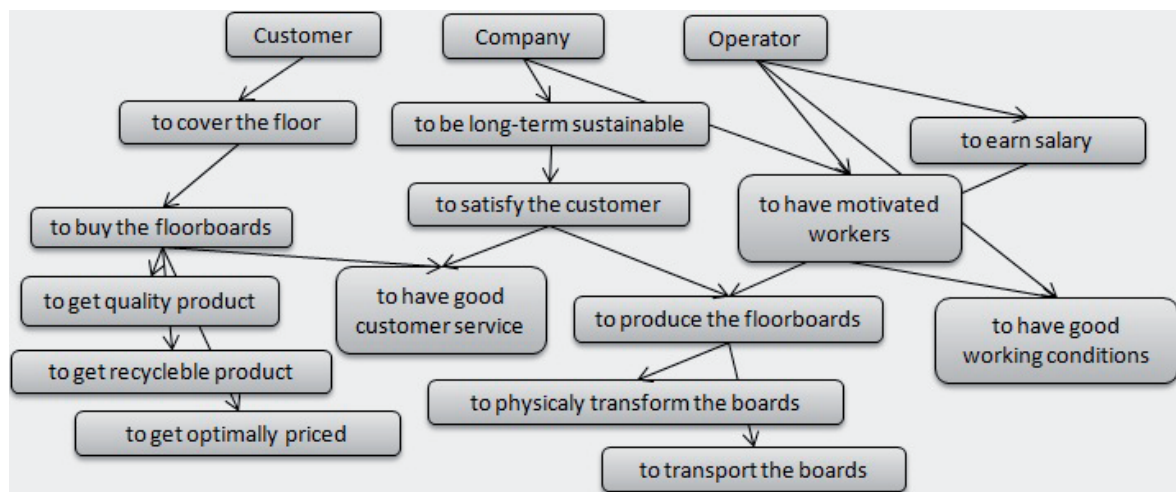 Customer
Company
Operator
to cover the floor
to be long-term sustainable
to earn salary
to buy the floorboards
to satisfy the customer
to have motivated
workers
to get quality product
to have good
customer service
to produce the floorboards
to have good
working conditions
to get recycleble product
to physicaly transform the boards
to get optimally priced
to transport the boards